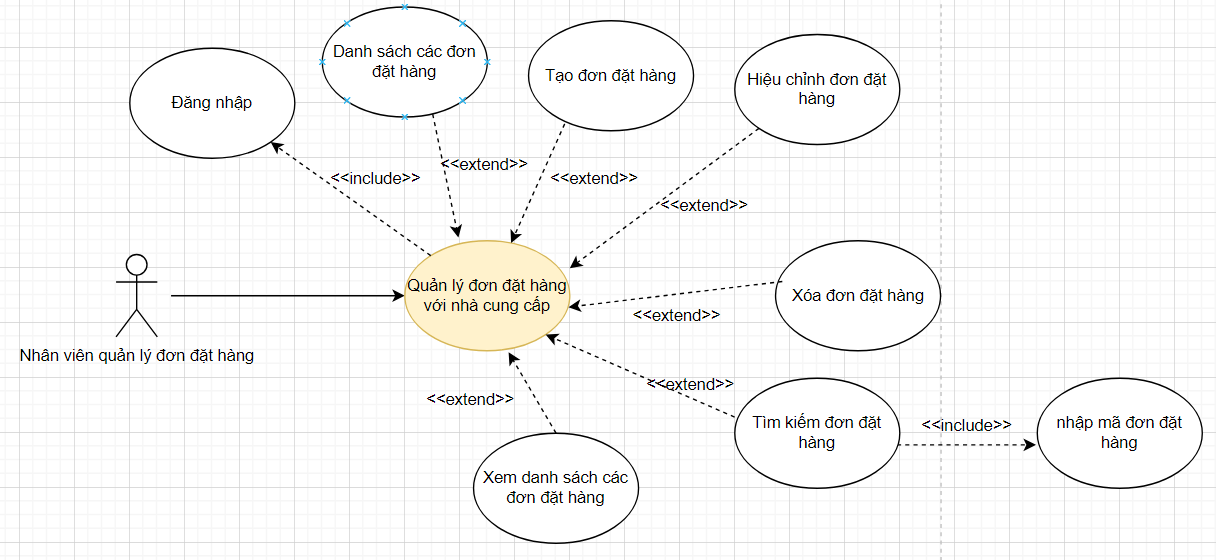 Danh sách các đơn
đặt hàng
Tạo đơn đặt hàng
Hiệu chỉnh đơn đặt
hàng
Đăng nhập
<<extend>>
<<include>>
<<extend>>
<<extend>>
Quản lý đơn đặt hàng
với nhà cung cấp
Xóa đơn đặt hàng
<<extend>>
Nhân viên quản lý đơn đặt hàng
<<extend>>
<<extend>>
Tìm kiếm đơn đặt
hàng
<<include>>
nhập mã đơn đặt
hàng
Xem danh sách các
đơn đặt hàng